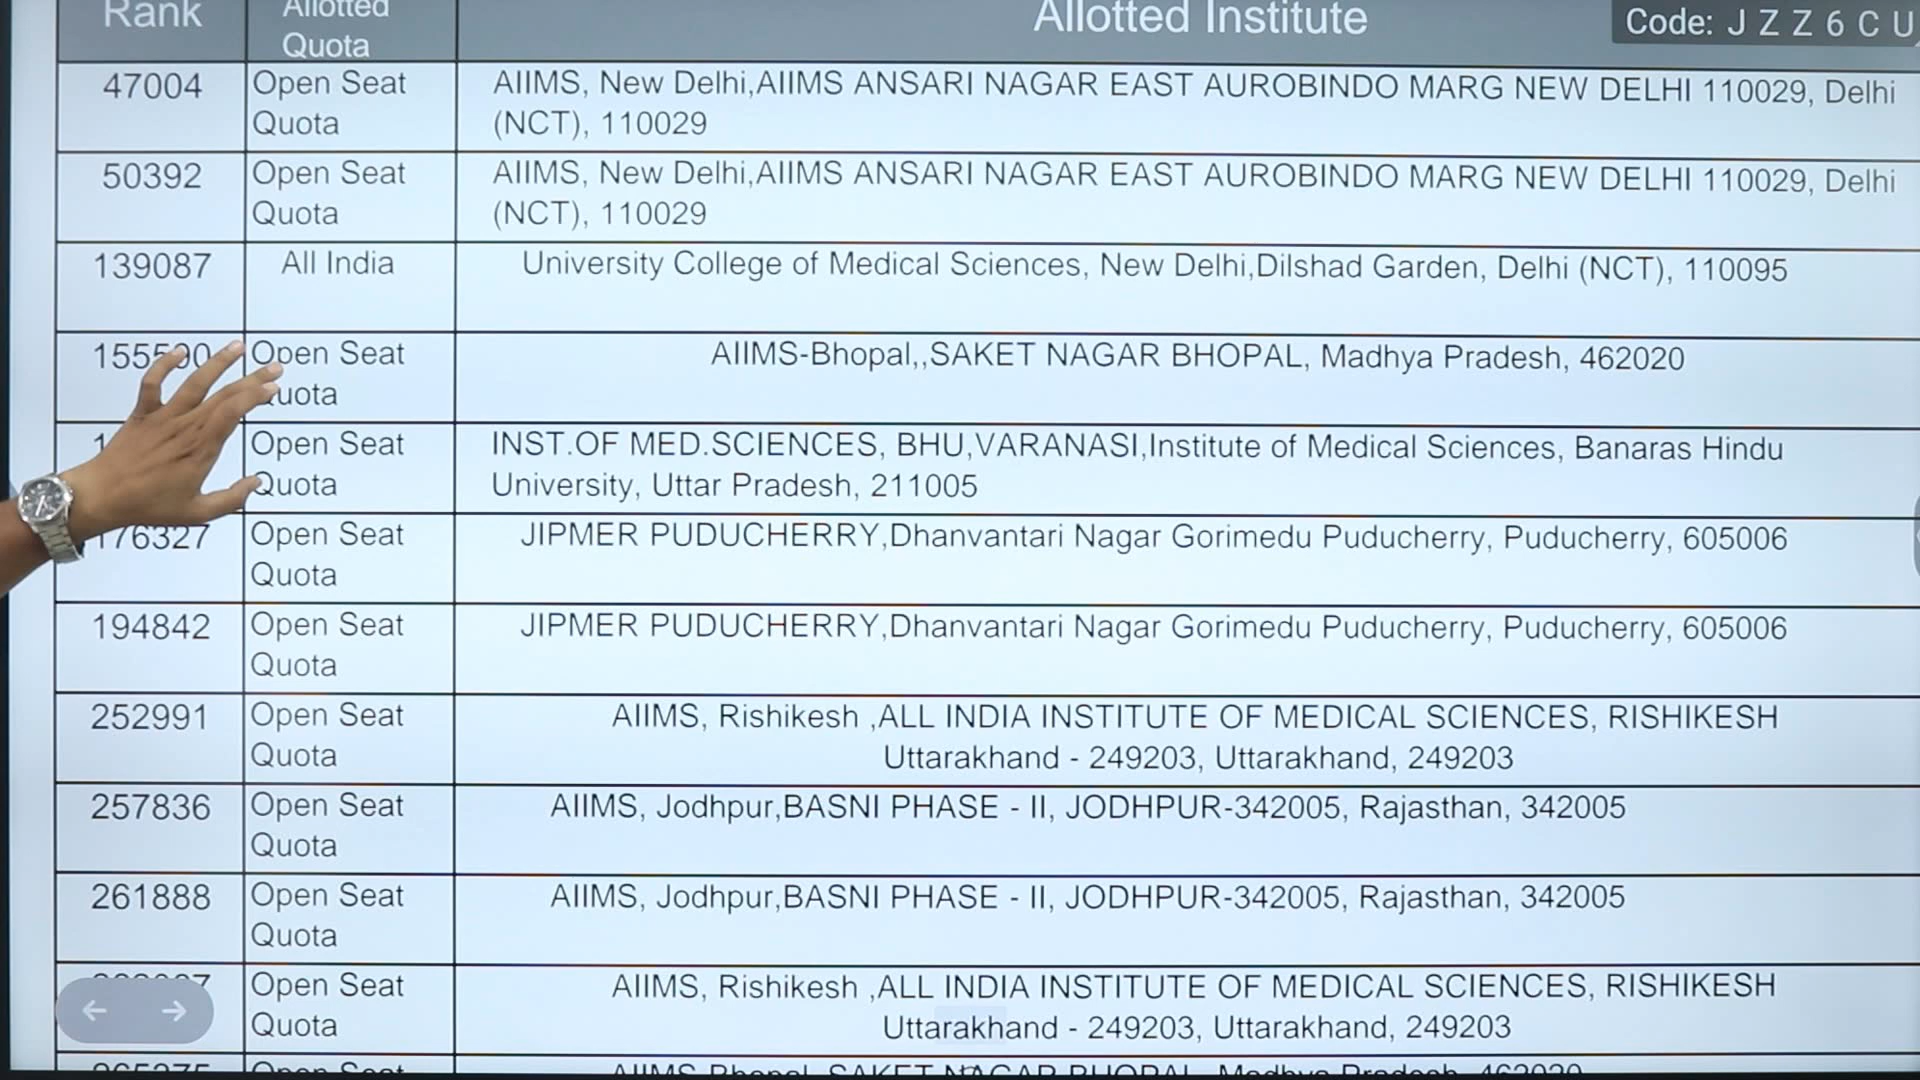 Rank
Allotted
Quota
Allotted Institute
Code: J Z Z 6 C U
47004
Open Seat
Quota
AIIMS, New Delhi,AIIMS ANSARI NAGAR EAST AUROBINDO MARG NEW DELHI 110029, Delhi
(NCT), 110029
50392
Open Seat
Quota
AIIMS, New Delhi,AIIMS ANSARI NAGAR EAST AUROBINDO MARG NEW DELHI 110029, Delhi
(NCT), 110029
139087
All India
University College of Medical Sciences, New Delhi,Dilshad Garden, Delhi (NCT), 110095
Open Seat
Quota
AIIMS-Bhopal,,SAKET NAGAR BHOPAL, Madhya Pradesh, 462020
Open Seat
Quota
INST.OF MED.SCIENCES, BHU,VARANASI,Institute of Medical Sciences, Banaras Hindu
University, Uttar Pradesh, 211005
176327
Open Seat
Quota
JIPMER PUDUCHERRY,Dhanvantari Nagar Gorimedu Puducherry, Puducherry, 605006
194842
Open Seat
Quota
JIPMER PUDUCHERRY,Dhanvantari Nagar Gorimedu Puducherry, Puducherry, 605006
252991
Open Seat
Quota
AIIMS, Rishikesh ,ALL INDIA INSTITUTE OF MEDICAL SCIENCES, RISHIKESH
Uttarakhand - 249203, Uttarakhand, 249203
257836
Open Seat
Quota
AIIMS, Jodhpur,BASNI PHASE - II, JODHPUR-342005, Rajasthan, 342005
261888
Open Seat
Quota
AIIMS, Jodhpur,BASNI PHASE - II, JODHPUR-342005, Rajasthan, 342005
Open Seat
Quota
AIIMS, Rishikesh ,ALL INDIA INSTITUTE OF MEDICAL SCIENCES, RISHIKESH
Uttarakhand - 249203, Uttarakhand, 249203
Open Seat
AIIMS Bhopal, SAKET NAGAR BHOPAL, Madhya Pradesh, 462020